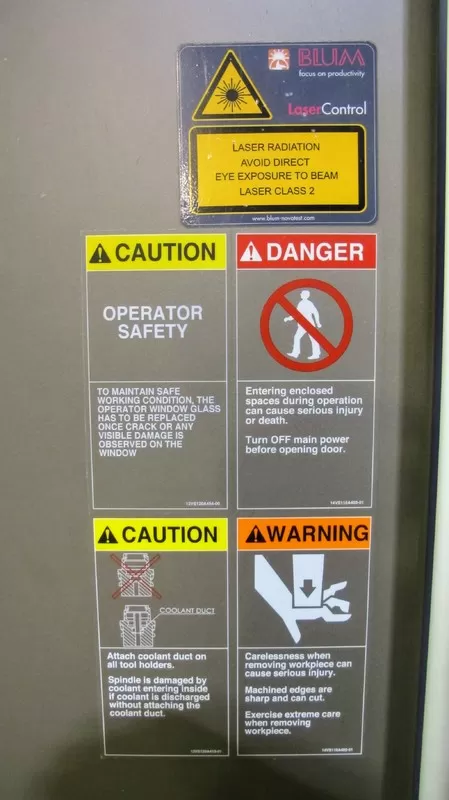 BLUM
focus on productivity
LaserControl
LASER RADIATION
AVOID DIRECT
EYE EXPOSURE TO BEAM
LASER CLASS 2
www.blum-novotest.com
CAUTION
OPERATOR
SAFETY
TO MAINTAIN SAFE
WORKING CONDITION, THE
OPERATOR WINDOW GLASS
HAS TO BE REPLACED
ONCE CRACK OR ANY
VISIBLE DAMAGE IS
OBSERVED ON THE
WINDOW
DANGER
Entering enclosed
spaces during operation
can cause serious injury
or death.
Turn OFF main power
before opening door.
CAUTION
COOLANT DUCT
Attach coolant duct on
all tool holders.
Spindle is damaged by
coolant entering inside
if coolant is discharged
without attaching the
coolant duct.
WARNING
Carelessness when
removing workpiece can
cause serious injury.
Machined edges are
sharp and can cut.
Exercise extreme care
when removing
workpiece.